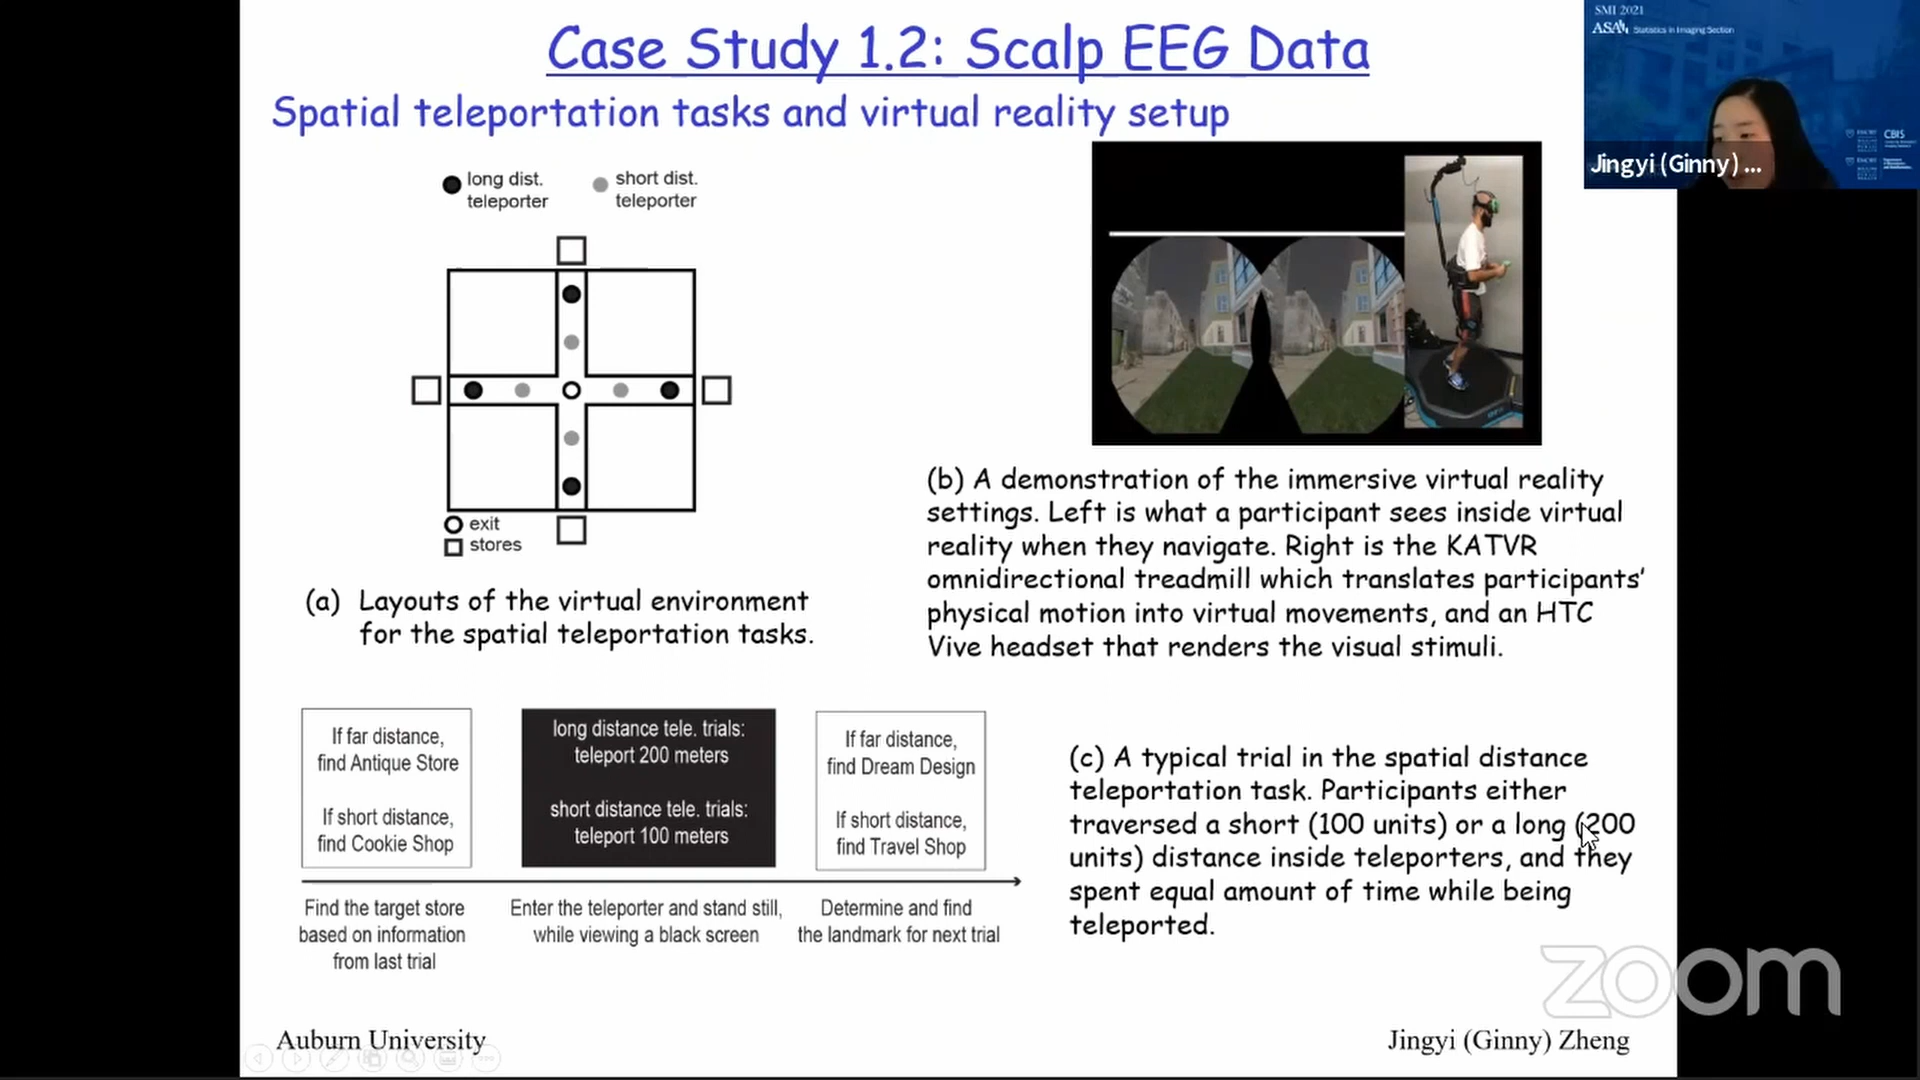 Case Study 1.2: Scalp EEG Data
Spatial teleportation tasks and virtual reality setup
long dist.
teleporter
short dist.
teleporter
exit
stores
(a) Layouts of the virtual environment
for the spatial teleportation tasks.
(b) A demonstration of the immersive virtual reality
settings. Left is what a participant sees inside virtual
reality when they navigate. Right is the KATVR
omnidirectional treadmill which translates participants'
physical motion into virtual movements, and an HTC
Vive headset that renders the visual stimuli.
If far distance,
find Antique Store
If short distance,
find Cookie Shop
long distance tele. trials:
teleport 200 meters
short distance tele. trials:
teleport 100 meters
If far distance,
find Dream Design
If short distance,
find Travel Shop
Find the target store
based on information
from last trial
Enter the teleporter and stand still,
while viewing a black screen
Determine and find
the landmark for next trial
(c) A typical trial in the spatial distance
teleportation task. Participants either
traversed a short (100 units) or a long (200
units) distance inside teleporters, and they
spent equal amount of time while being
teleported.
Auburn University
Jingyi (Ginny) Zheng
SMI 2021
ASA Statistics in Imaging Section
CBIS
Jingyi (Ginny) ...
zoom